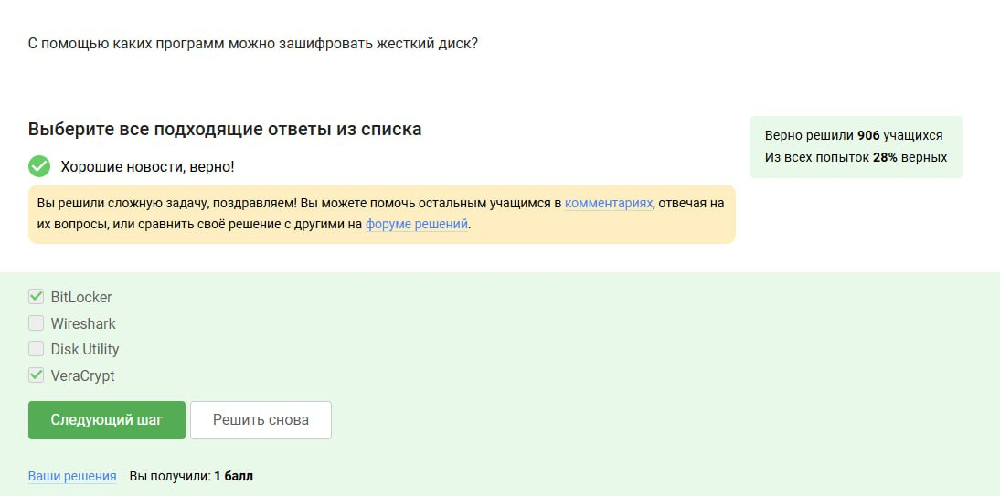 С помощью каких программ можно зашифровать жесткий диск?
Выберите все подходящие ответы из списка
Верно решили 906 учащихся
Из всех попыток 28% верных
Хорошие новости, верно!
Вы решили сложную задачу, поздравляем! Вы можете помочь остальным учащимся в комментариях, отвечая на
их вопросы, или сравнить своё решение с другими на форуме решений.
BitLocker
Wireshark
Disk Utility
VeraCrypt
Следующий шаг
Решить снова
Ваши решения Вы получили: 1 балл